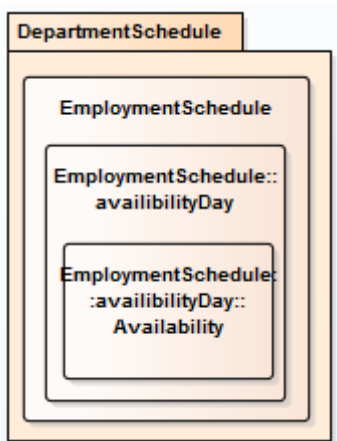 DepartmentSchedule
EmploymentSchedule
EmploymentSchedule::
availibilityDay
EmploymentSchedule:
:availibilityDay::
Availability